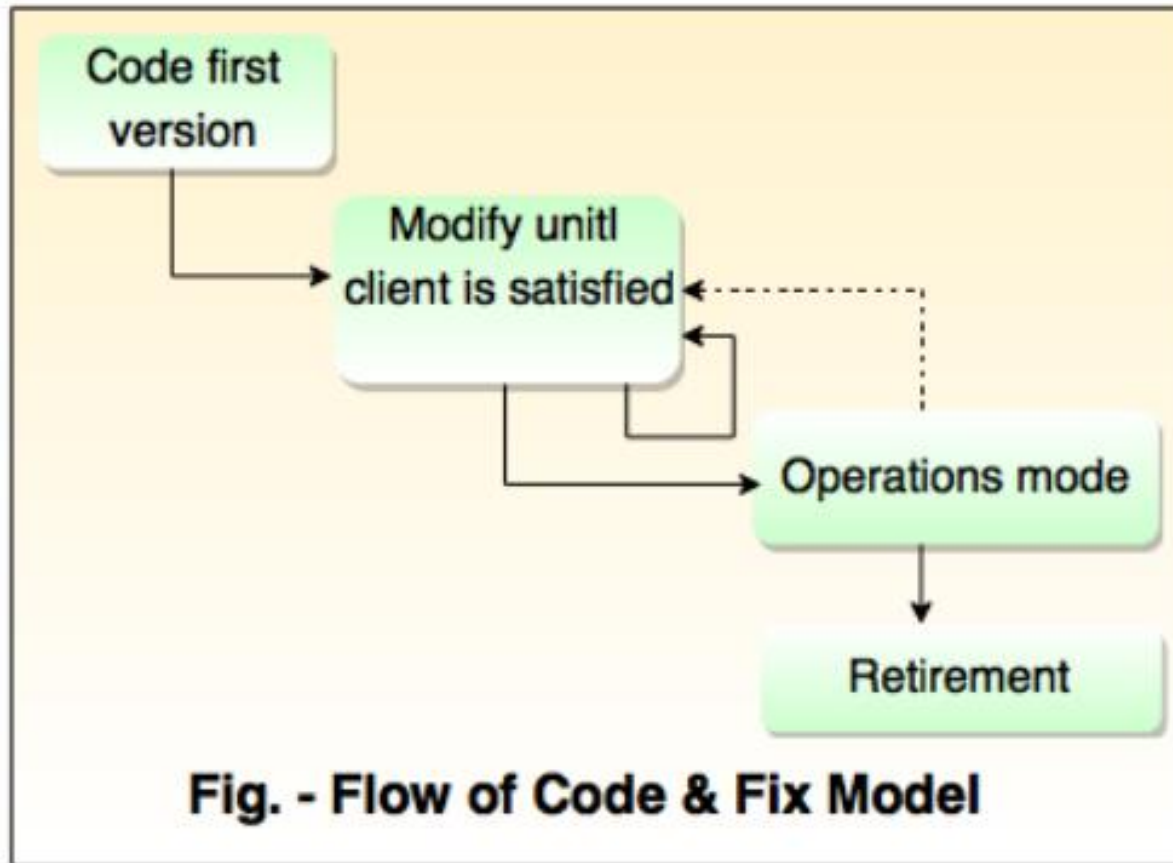 Code first
version
Modify unitl
client is satisfied
Operations mode
Retirement
Fig. - Flow of Code & Fix Model